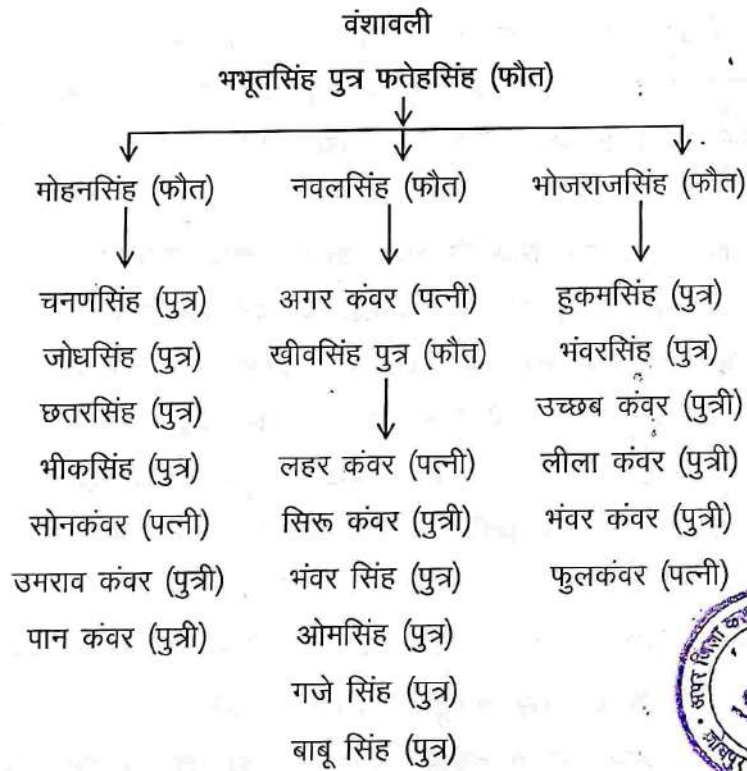 वंशावली
भभूतसिंह पुत्र फतेहसिंह (फौत)
मोहनसिंह (फौत) नवलसिंह (फौत) भोजराजसिंह (फौत)
चनणसिंह (पुत्र) अगर कंवर (पत्नी) हुकमसिंह (पुत्र)
जोधसिंह (पुत्र) खीवसिंह पुत्र (फौत) भंवरसिंह (पुत्र)
छतरसिंह (पुत्र) उच्छब कंवर (पुत्री)
भीकसिंह (पुत्र) लहर कंवर (पत्नी) लीला कंवर (पुत्री)
सोनकंवर (पत्नी) सिरू कंवर (पुत्री) भंवर कंवर (पुत्री)
उमराव कंवर (पुत्री) भंवर सिंह (पुत्र) फुलकंवर (पत्नी)
पान कंवर (पुत्री) ओमसिंह (पुत्र)
गजे सिंह (पुत्र)
बाबू सिंह (पुत्र)
अपर जिला